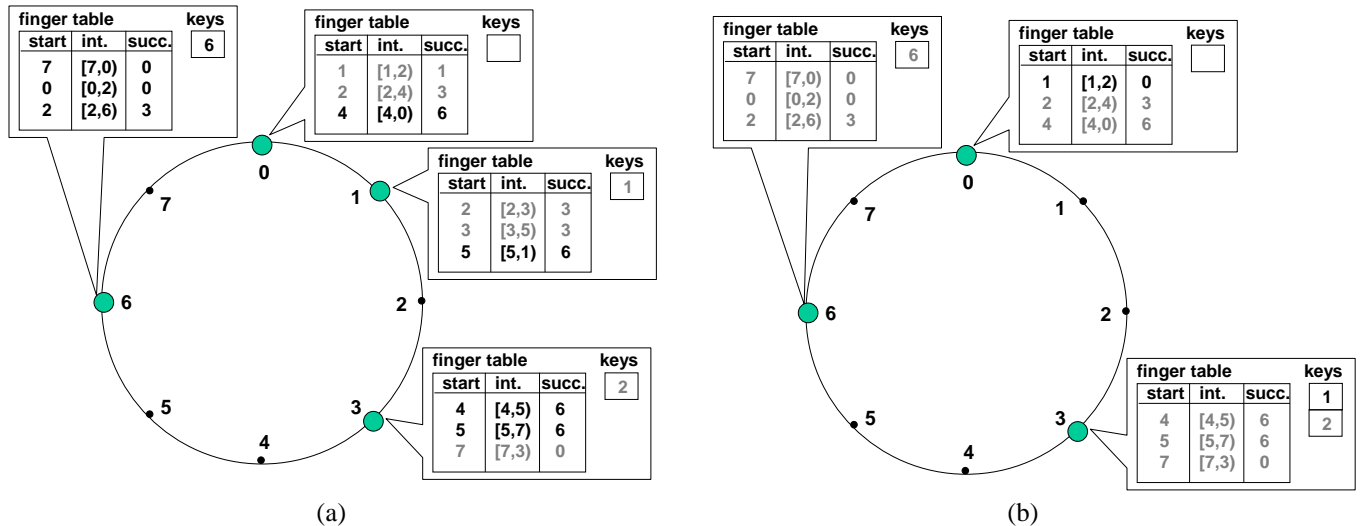 finger table keys
start int. succ. 6
7 [7,0) 0
0 [0,2) 0
2 [2,6) 3
finger table keys
start int. succ.
1 [1,2) 1
2 [2,4) 3
4 [4,0) 6
finger table keys
start int. succ. 1
2 [2,3) 3
3 [3,5) 3
5 [5,1) 6
finger table keys
start int. succ. 2
4 [4,5) 6
5 [5,7) 6
7 [7,3) 0
0
1
2
3
4
5
6
7
(a)
finger table keys
start int. succ. 6
7 [7,0) 0
0 [0,2) 0
2 [2,6) 3
finger table keys
start int. succ.
1 [1,2) 0
2 [2,4) 3
4 [4,0) 6
finger table keys
start int. succ. 1
4 [4,5) 6 2
5 [5,7) 6
7 [7,3) 0
0
1
2
3
4
5
6
7
(b)